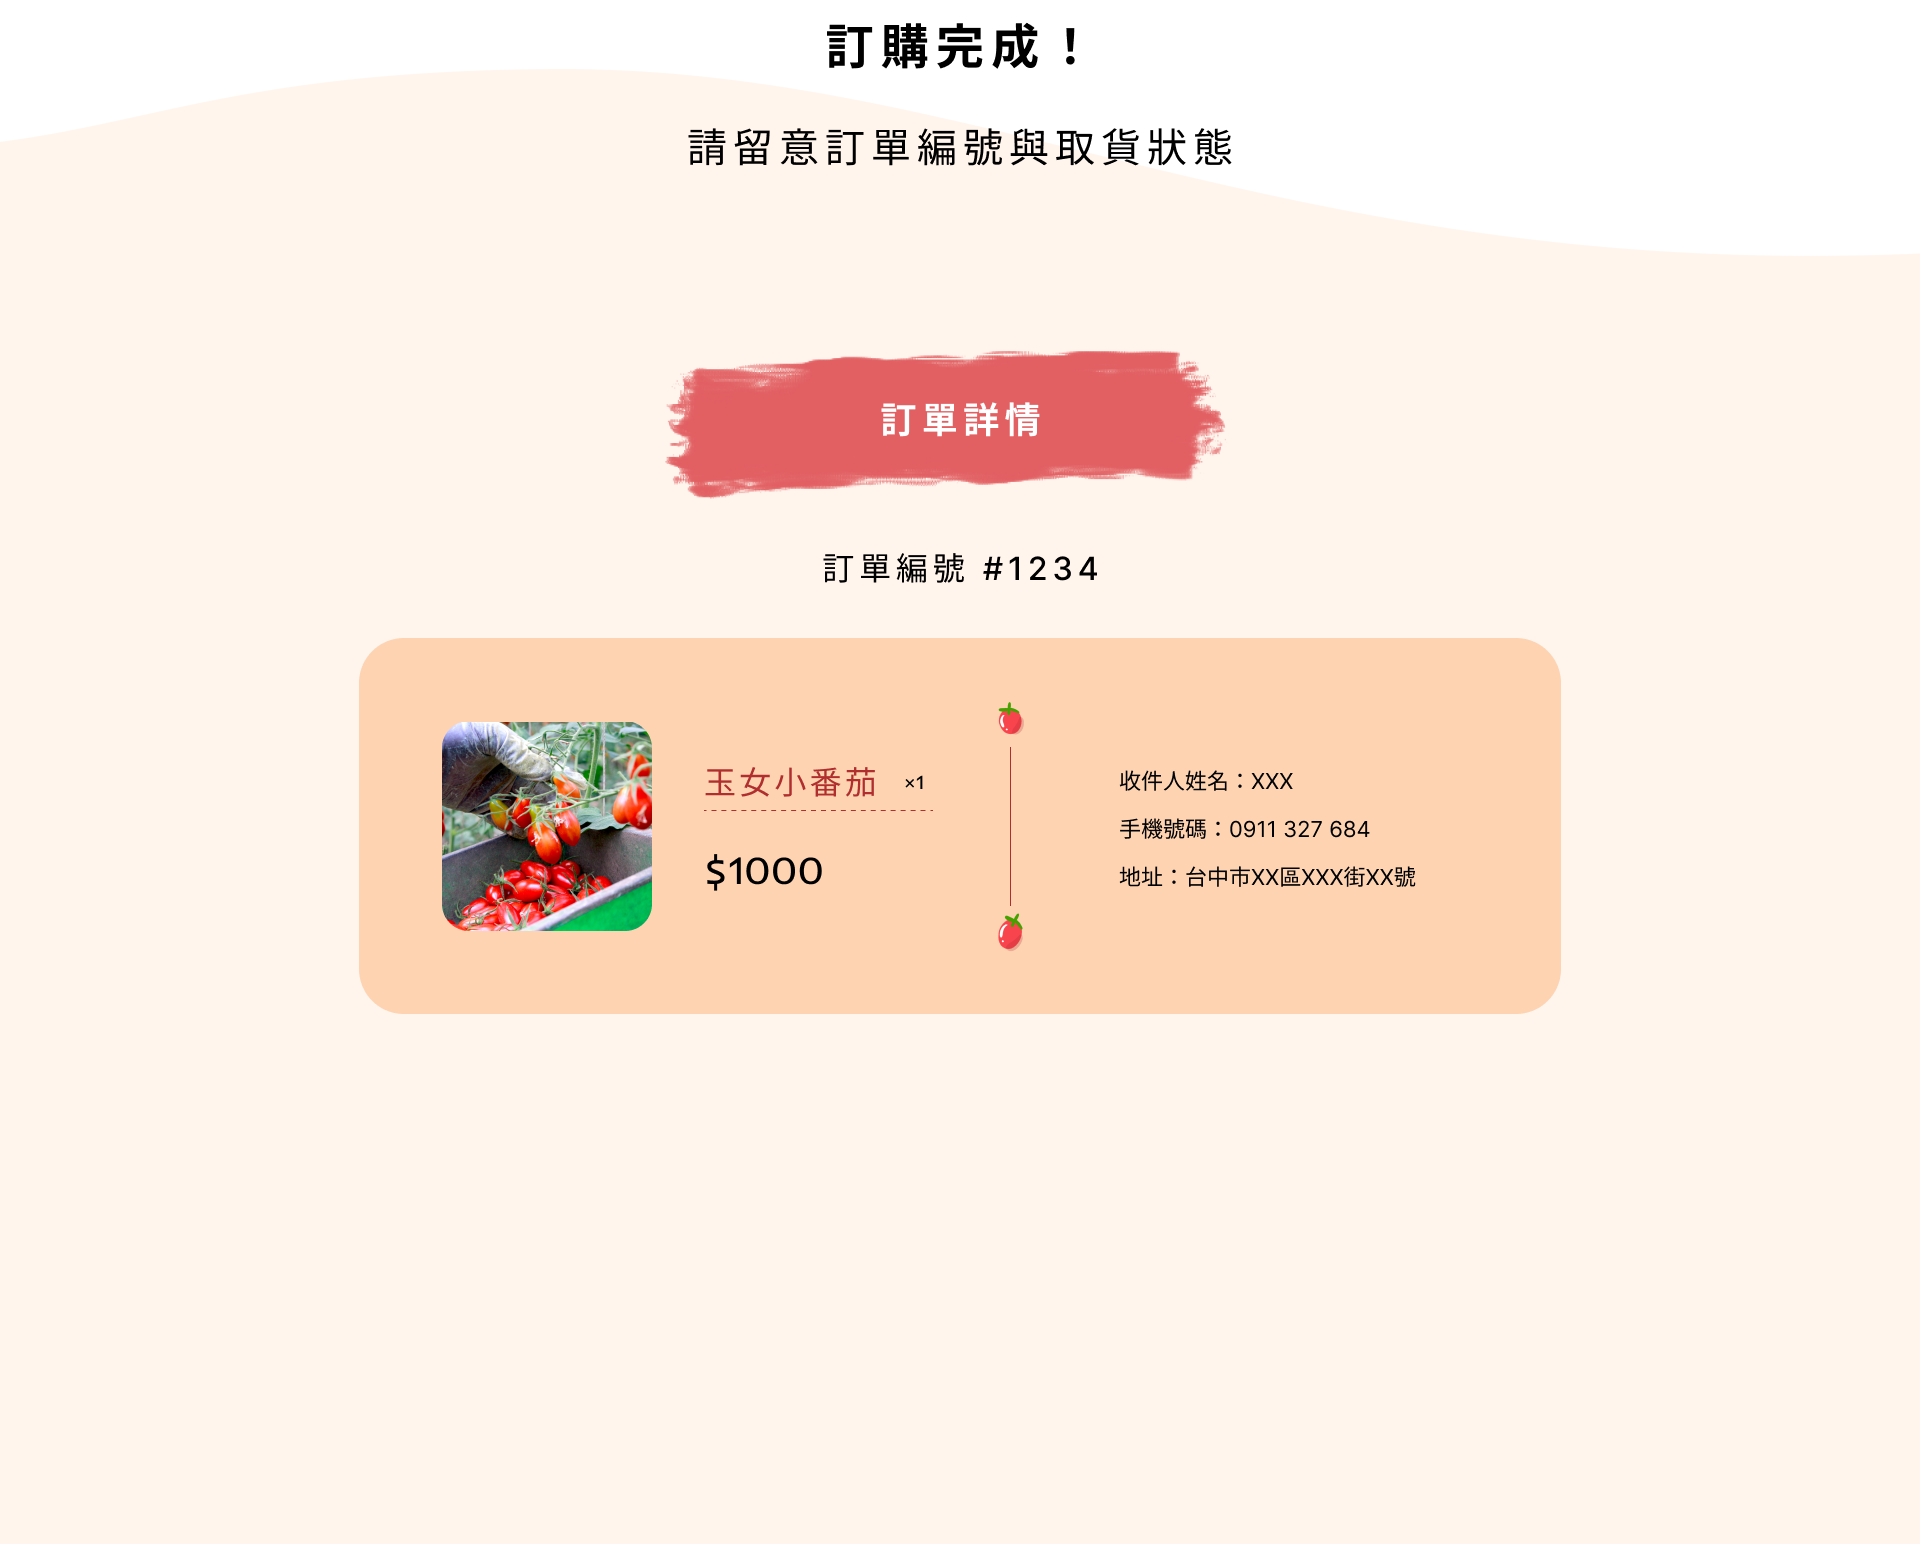 訂購完成！
請留意訂單編號與取貨狀態
訂單詳情
訂單編號 #1234
玉女小番茄 ×1
$1000
收件人姓名：XXX
手機號碼：0911 327 684
地址：台中市XX區XXX街XX號